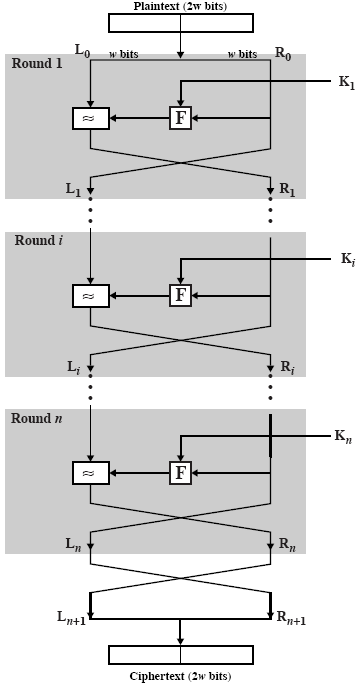 Plaintext (2w bits)
L0 w bits w bits R0
Round 1
K1
≈ F
L1 R1
Round i
Ki
≈ F
Li Ri
Round n
Kn
≈ F
Ln Rn
Ln+1 Rn+1
Ciphertext (2w bits)